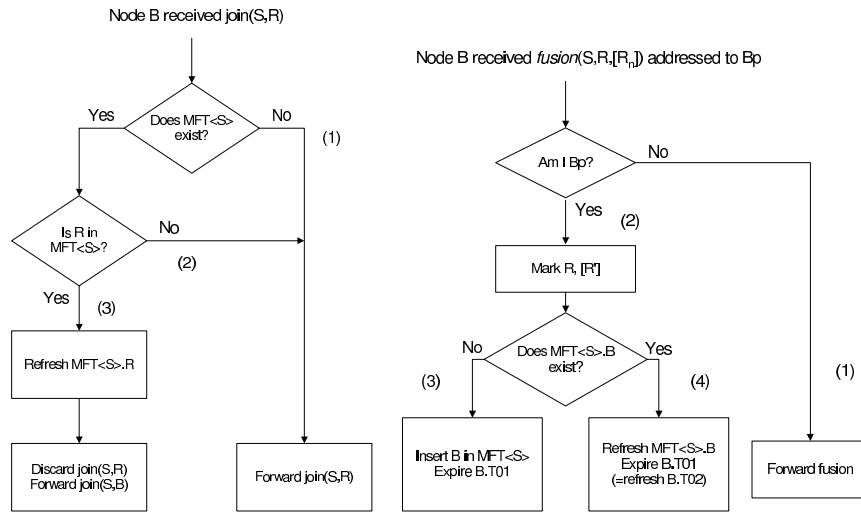 Node B received join(S,R)
Yes
Does MFT<S>
exist?
No
(1)
Is R in
MFT<S>?
No
(2)
Yes
(3)
Refresh MFT<S>.R
Discard join(S,R)
Forward join(S,B)
Forward join(S,R)
Node B received fusion(S,R,[Rn]) addressed to Bp
Am I Bp?
No
Yes
(2)
Mark R, [R']
No
Does MFT<S>.B
exist?
Yes
(3)
(4)
(1)
Insert B in MFT<S>
Expire B.T01
Refresh MFT<S>.B
Expire B.T01
(=refresh B.T02)
Forward fusion